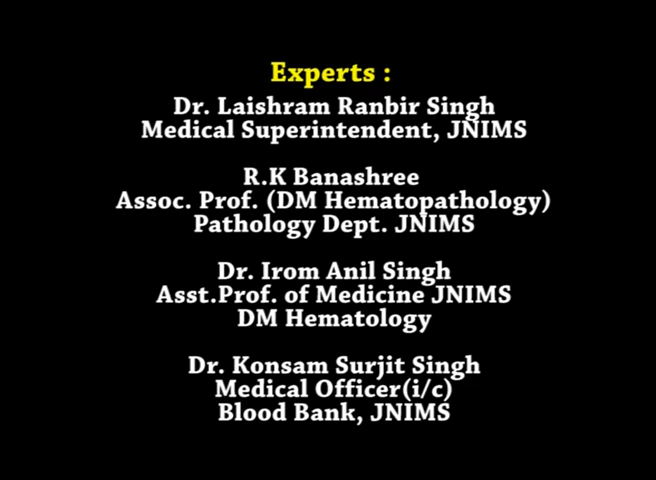 Experts :
Dr. Laishram Ranbir Singh
Medical Superintendent, JNIMS
R.K Banashree
Assoc. Prof. (DM Hematopathology)
Pathology Dept. JNIMS
Dr. Irom Anil Singh
Asst.Prof. of Medicine JNIMS
DM Hematology
Dr. Konsam Surjit Singh
Medical Officer(i/c)
Blood Bank, JNIMS